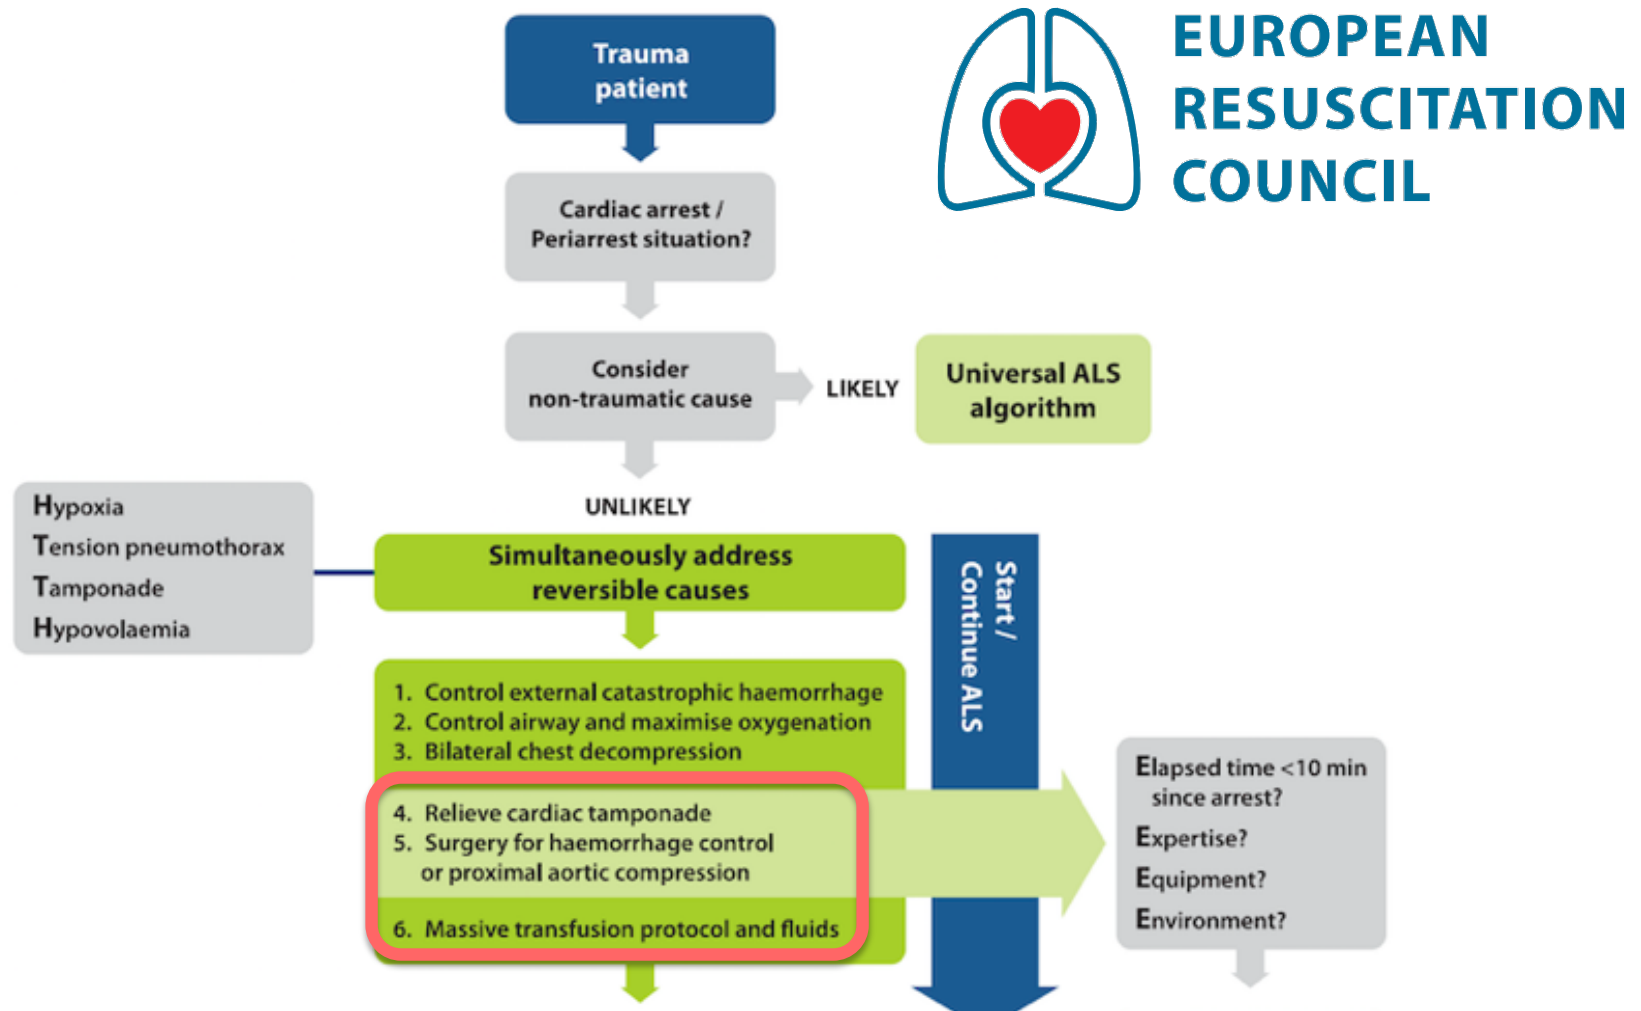 EUROPEAN
RESUSCITATION
COUNCIL
Trauma
patient
Cardiac arrest /
Periarrest situation?
Consider
non-traumatic cause
LIKELY
Universal ALS
algorithm
UNLIKELY
Hypoxia
Tension pneumothorax
Tamponade
Hypovolaemia
Simultaneously address
reversible causes
Start /
Continue ALS
1. Control external catastrophic haemorrhage
2. Control airway and maximise oxygenation
3. Bilateral chest decompression
4. Relieve cardiac tamponade
5. Surgery for haemorrhage control
or proximal aortic compression
6. Massive transfusion protocol and fluids
Elapsed time <10 min
since arrest?
Expertise?
Equipment?
Environment?